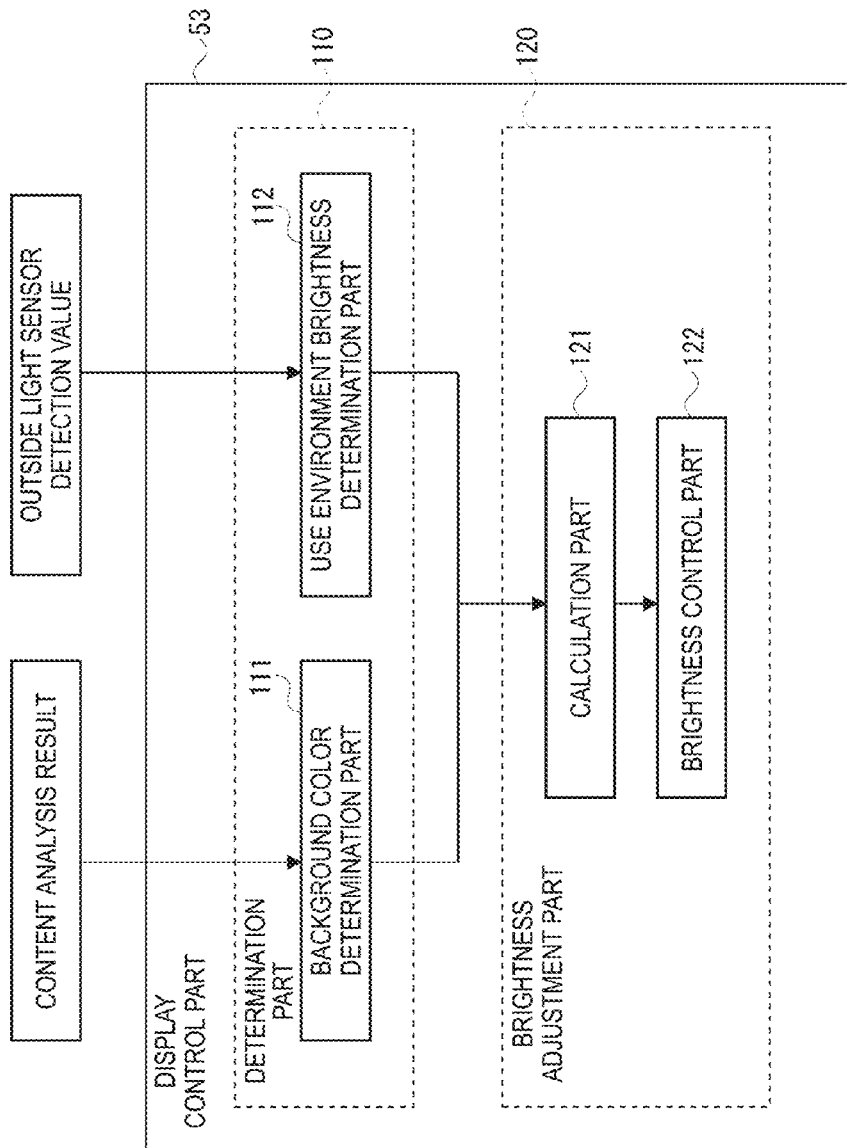 CONTENT ANALYSIS RESULT
OUTSIDE LIGHT SENSOR
DETECTION VALUE
53
DISPLAY
CONTROL PART
110
DETERMINATION
PART
111
BACKGROUND COLOR
DETERMINATION PART
112
USE ENVIRONMENT BRIGHTNESS
DETERMINATION PART
120
BRIGHTNESS
ADJUSTMENT PART
121
CALCULATION PART
122
BRIGHTNESS CONTROL PART